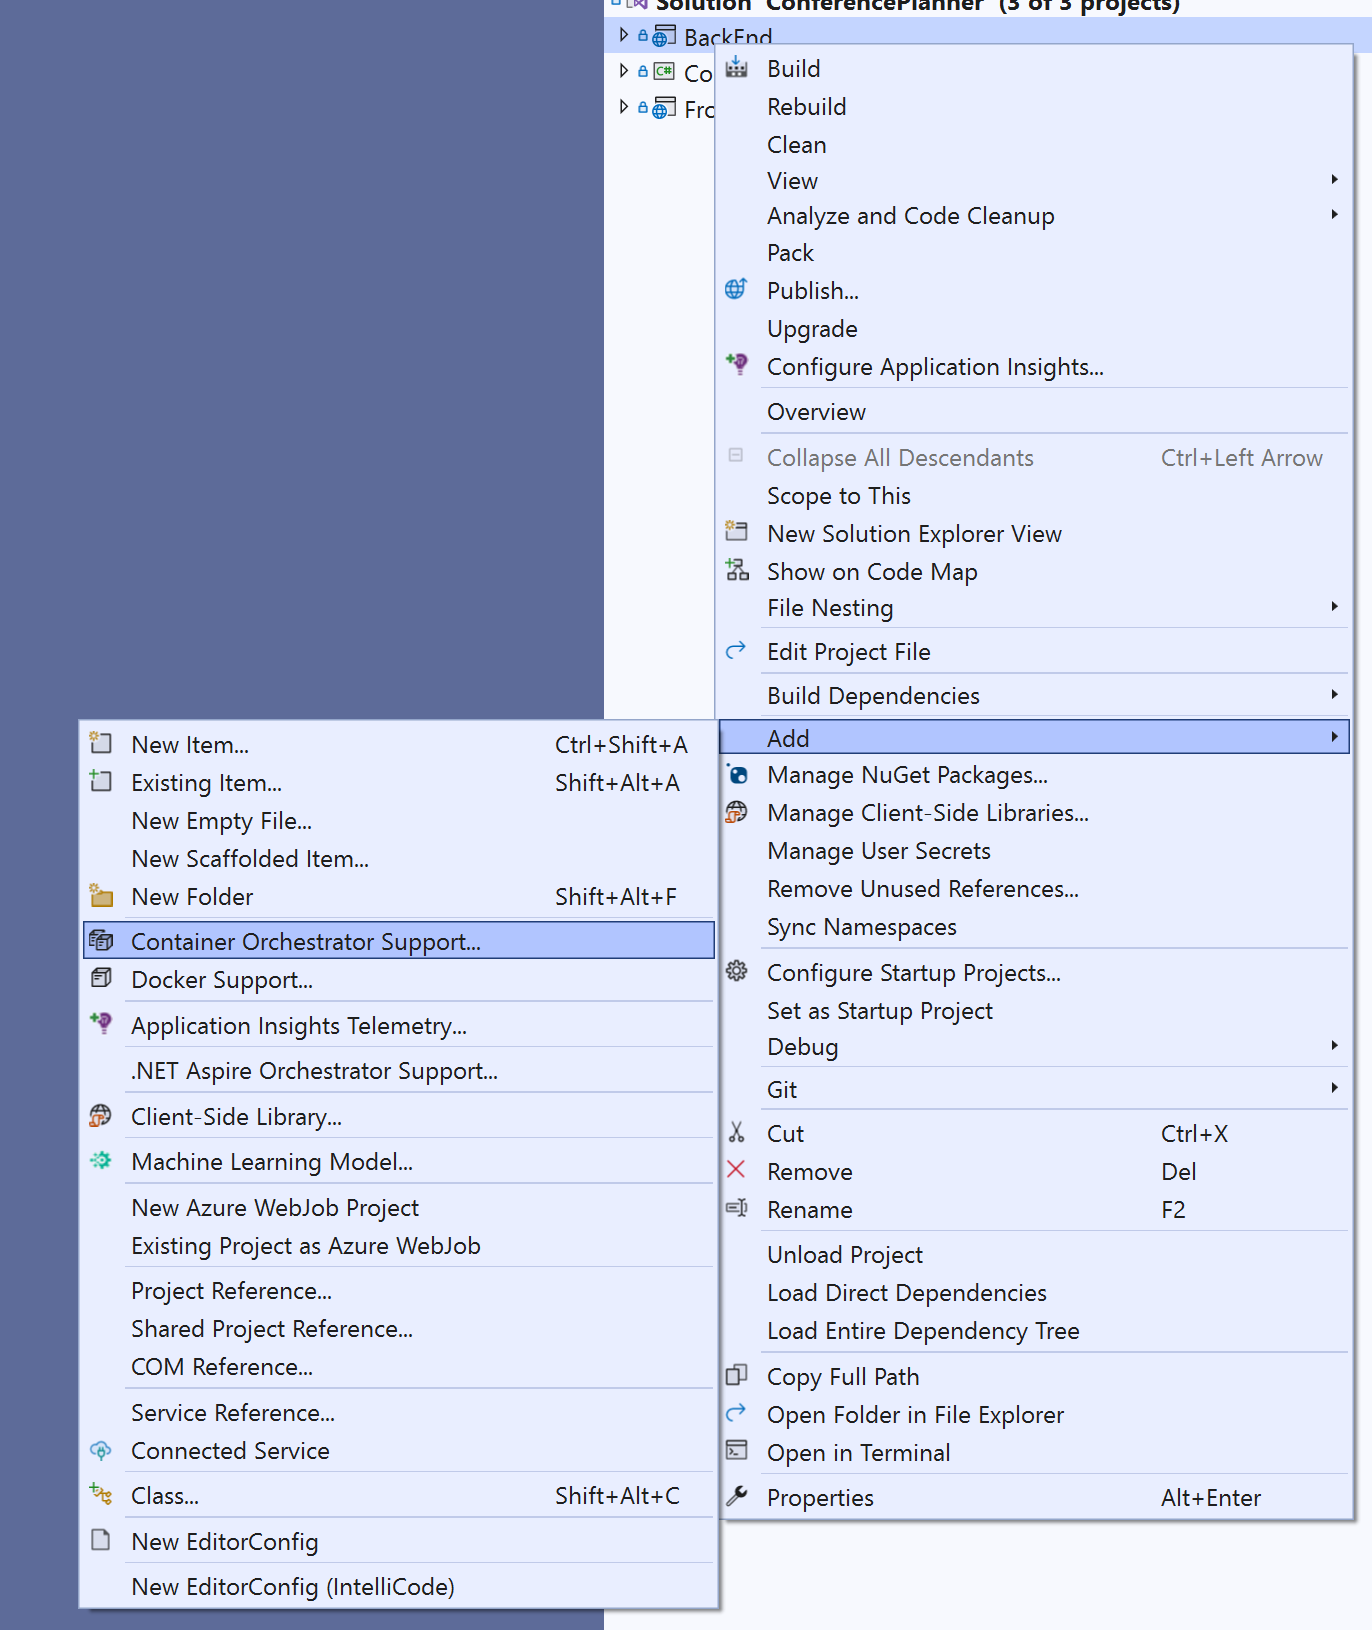 Solution 'ConferencePlanner' (3 of 3 projects)
BackEnd
C# Co
Fro
Build
Rebuild
Clean
View
Analyze and Code Cleanup
Pack
Publish...
Upgrade
Configure Application Insights...
Overview
Collapse All Descendants Ctrl+Left Arrow
Scope to This
New Solution Explorer View
Show on Code Map
File Nesting
Edit Project File
Build Dependencies
Add
Manage NuGet Packages...
Manage Client-Side Libraries...
Manage User Secrets
Remove Unused References...
Sync Namespaces
Configure Startup Projects...
Set as Startup Project
Debug
Git
Cut Ctrl+X
Remove Del
Rename F2
Unload Project
Load Direct Dependencies
Load Entire Dependency Tree
Copy Full Path
Open Folder in File Explorer
Open in Terminal
Properties Alt+Enter
New Item... Ctrl+Shift+A
Existing Item... Shift+Alt+A
New Empty File...
New Scaffolded Item...
New Folder Shift+Alt+F
Container Orchestrator Support...
Docker Support...
Application Insights Telemetry...
.NET Aspire Orchestrator Support...
Client-Side Library...
Machine Learning Model...
New Azure WebJob Project
Existing Project as Azure WebJob
Project Reference...
Shared Project Reference...
COM Reference...
Service Reference...
Connected Service
Class... Shift+Alt+C
New EditorConfig
New EditorConfig (IntelliCode)